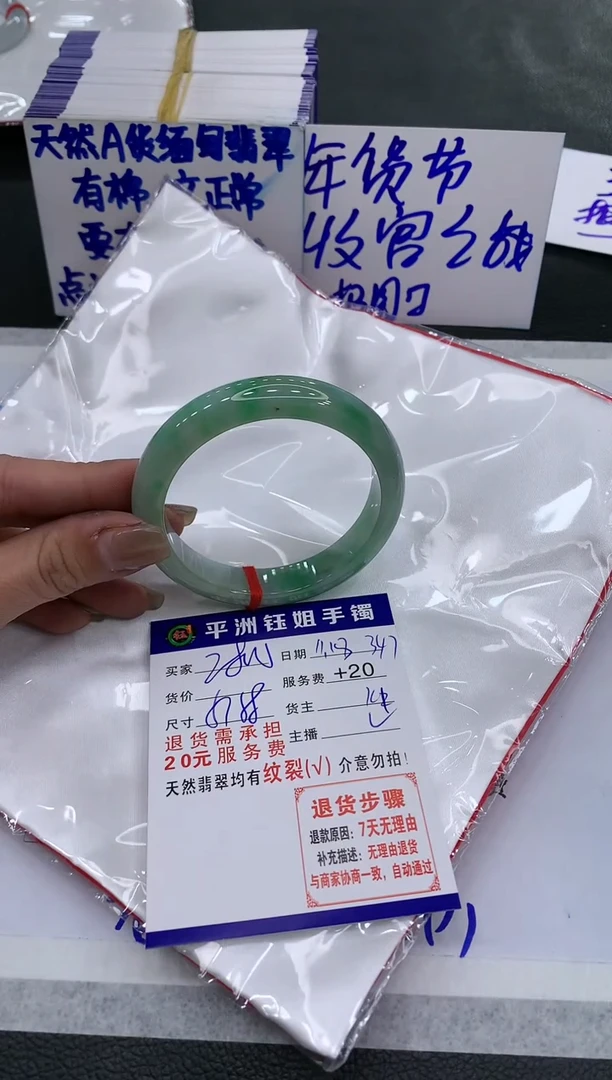 天然A货缅甸翡翠
有棉 正常
年货节
收官之战
平洲钰姐手镯
买家
日期 1.18 347
货价
服务费 +20
尺寸
货主
退货需承担
20元服务费
主播
天然翡翠均有纹裂(√) 介意勿拍!
退货步骤
退款原因: 7天无理由
补充描述: 无理由退货
与商家协商一致，自动通过